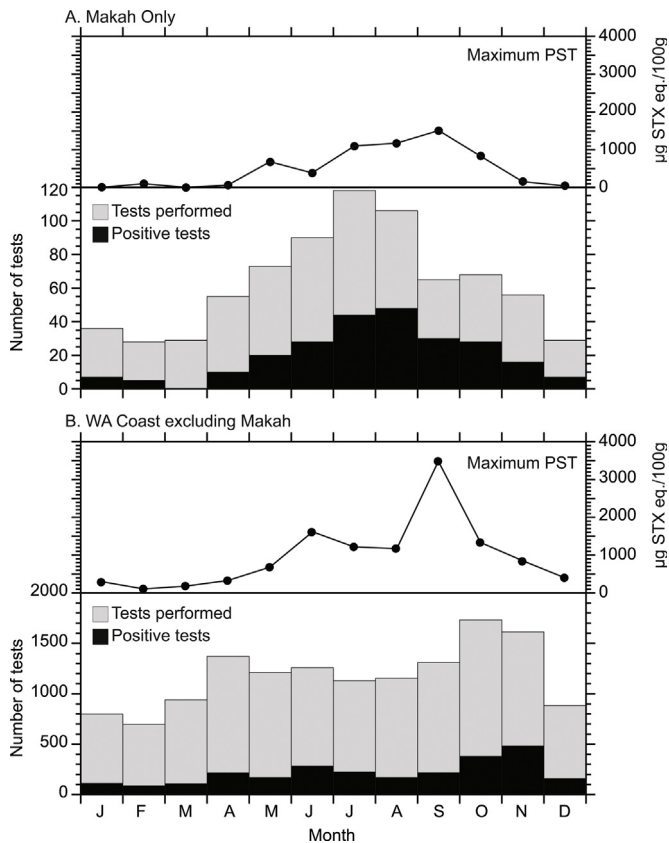 A. Makah Only
Maximum PST
4000
3000
2000
1000
0
µg STX eq./100g
120
100
80
60
40
20
0
Number of tests
Tests performed
Positive tests
B. WA Coast excluding Makah
Maximum PST
4000
3000
2000
1000
0
µg STX eq./100g
2000
1500
1000
500
0
Number of tests
Tests performed
Positive tests
J F M A M J J A S O N D
Month